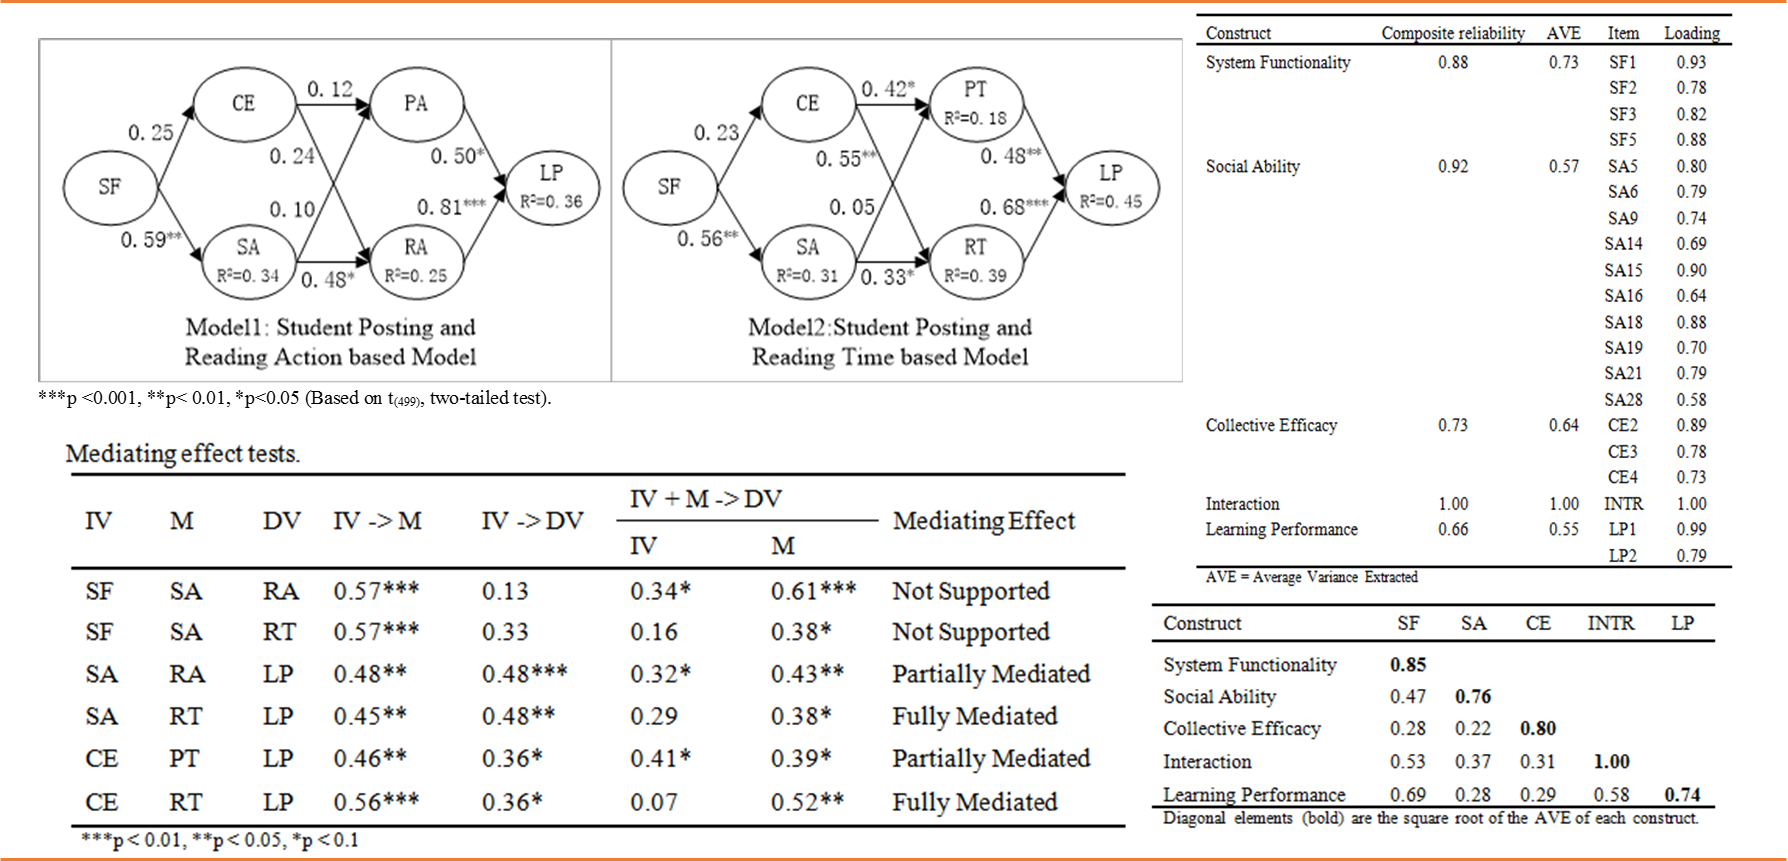 0. 12
CE
PA
0. 25
0. 24
0. 50*
SF
LP
R²=0. 36
0. 10
0. 81***
0. 59**
SA
R²=0. 34
RA
R²=0. 25
0. 48*
Model1: Student Posting and
Reading Action based Model
0. 42*
CE
PT
R²=0. 18
0. 23
0. 55**
0. 48**
SF
LP
R²=0. 45
0. 05
0. 68***
0. 56**
SA
R²=0. 31
RT
R²=0. 39
0. 33*
Model2:Student Posting and
Reading Time based Model
***p <0.001, **p< 0.01, *p<0.05 (Based on t(499), two-tailed test).
Mediating effect tests.
IV M DV IV -> M IV -> DV IV + M -> DV Mediating Effect
IV M
SF SA RA 0.57*** 0.13 0.34* 0.61*** Not Supported
SF SA RT 0.57*** 0.33 0.16 0.38* Not Supported
SA RA LP 0.48** 0.48*** 0.32* 0.43** Partially Mediated
SA RT LP 0.45** 0.48** 0.29 0.38* Fully Mediated
CE PT LP 0.46** 0.36* 0.41* 0.39* Partially Mediated
CE RT LP 0.56*** 0.36* 0.07 0.52** Fully Mediated
***p < 0.01, **p < 0.05, *p < 0.1
Construct Composite reliability AVE Item Loading
System Functionality 0.88 0.73 SF1 0.93
SF2 0.78
SF3 0.82
SF5 0.88
Social Ability 0.92 0.57 SA5 0.80
SA6 0.79
SA9 0.74
SA14 0.69
SA15 0.90
SA16 0.64
SA18 0.88
SA19 0.70
SA21 0.79
SA28 0.58
Collective Efficacy 0.73 0.64 CE2 0.89
CE3 0.78
CE4 0.73
Interaction 1.00 1.00 INTR 1.00
Learning Performance 0.66 0.55 LP1 0.99
LP2 0.79
AVE = Average Variance Extracted
Construct SF SA CE INTR LP
System Functionality 0.85
Social Ability 0.47 0.76
Collective Efficacy 0.28 0.22 0.80
Interaction 0.53 0.37 0.31 1.00
Learning Performance 0.69 0.28 0.29 0.58 0.74
Diagonal elements (bold) are the square root of the AVE of each construct.